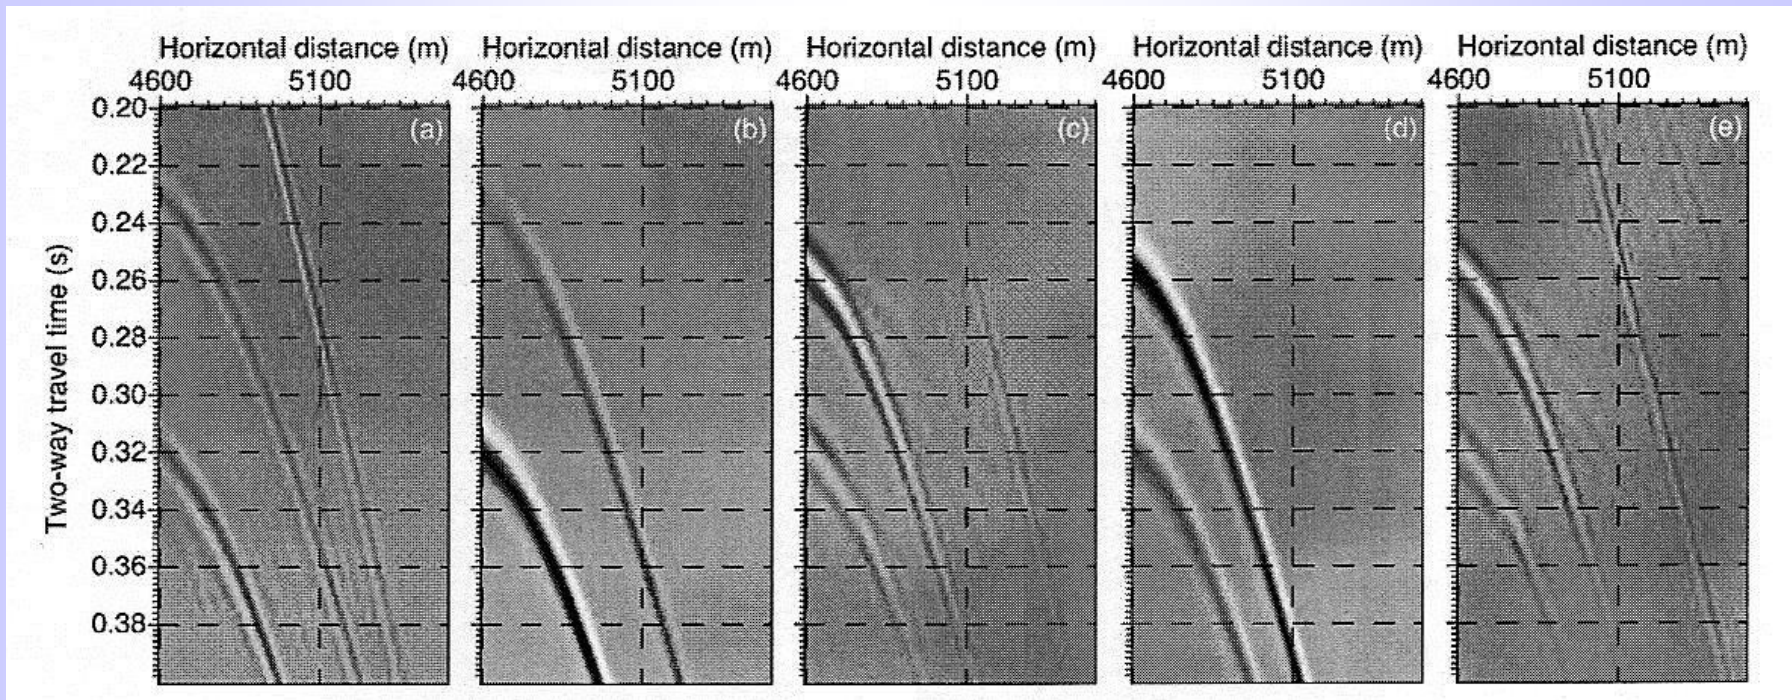 Horizontal distance (m) Horizontal distance (m) Horizontal distance (m) Horizontal distance (m) Horizontal distance (m)
4600 5100 4600 5100 4600 5100 4600 5100 4600 5100
0.20
(a) (b) (c) (d) (e)
0.22
0.24
0.26
0.28
0.30
0.32
0.34
0.36
0.38
Two-way travel time (s)